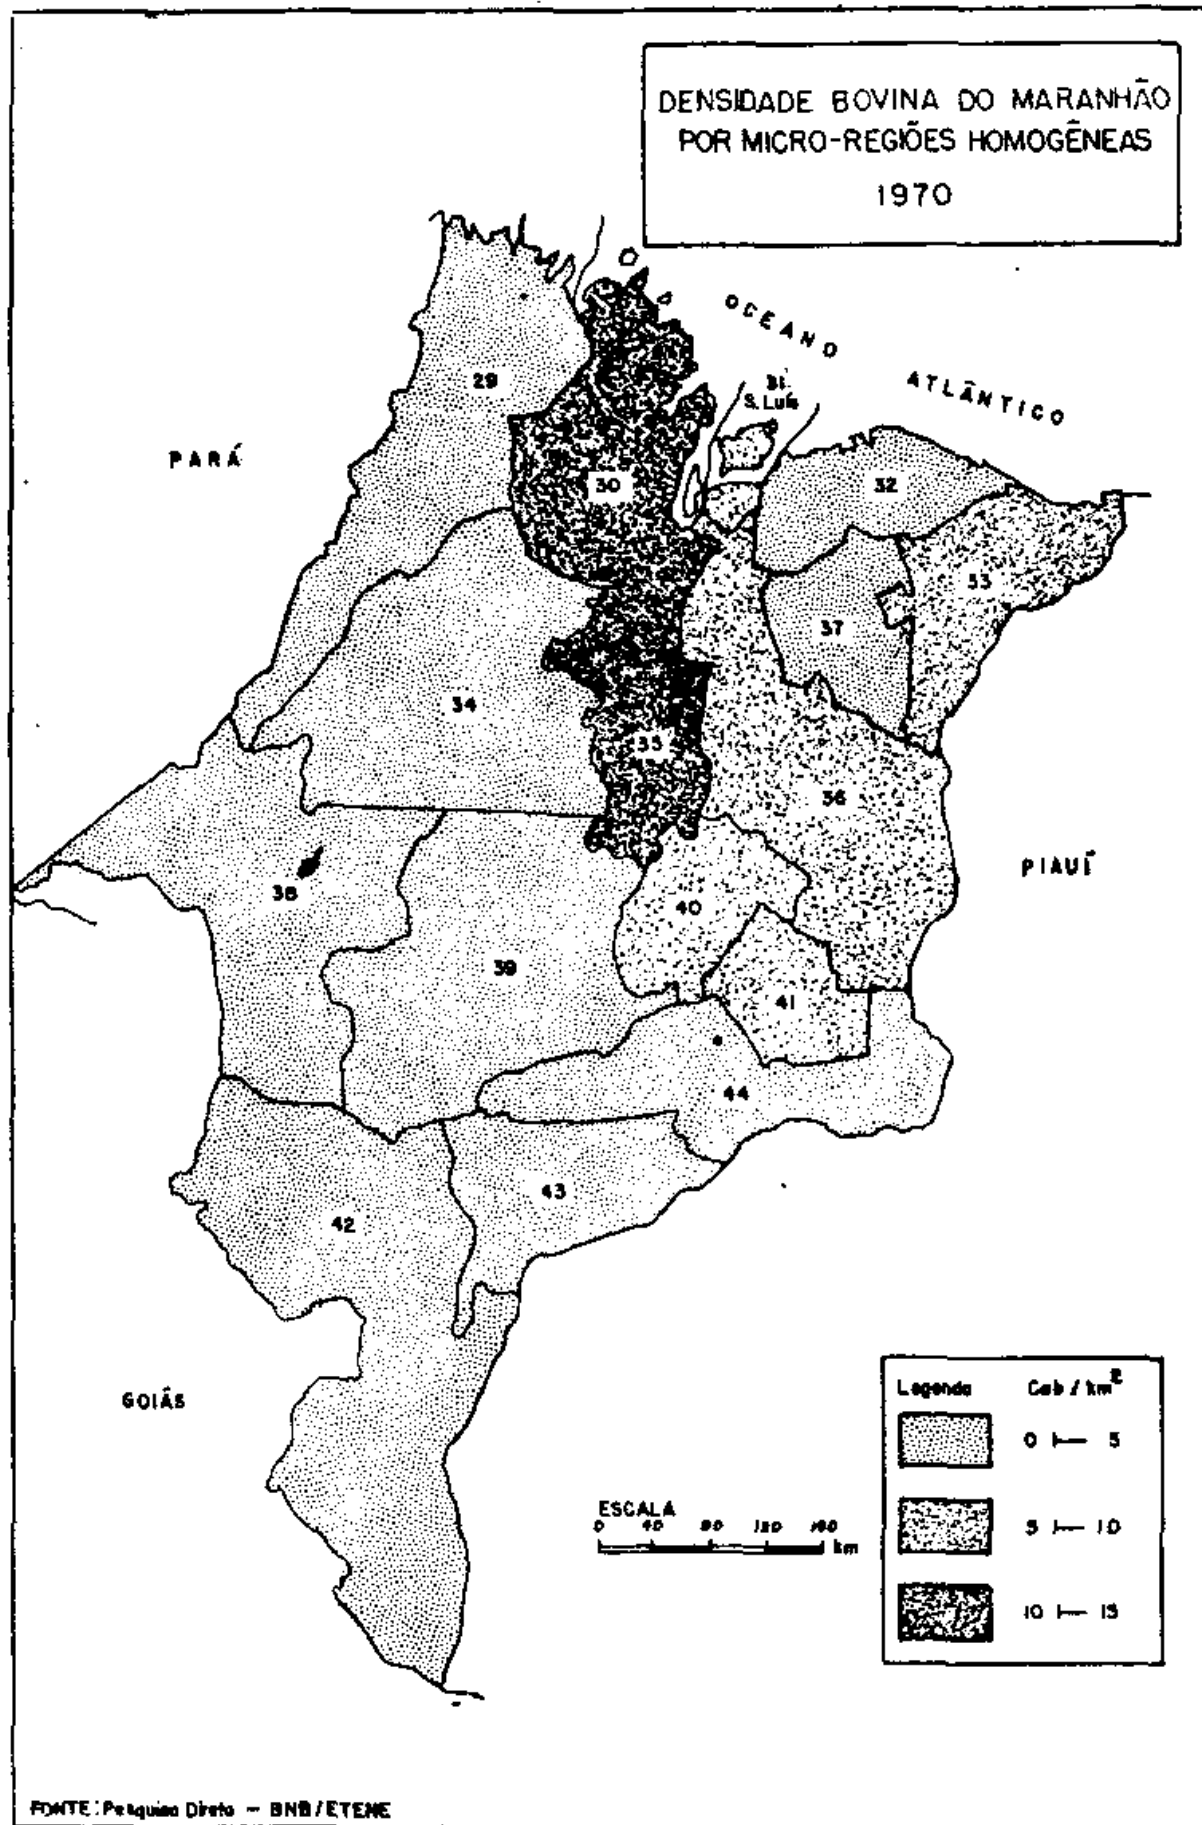 DENSIDADE BOVINA DO MARANHÃO
POR MICRO-REGIÕES HOMOGÊNEAS
1970
OCEANO ATLÂNTICO
29
31
S. Luís
PARÁ
30
32
33
37
34
35
36
PIAUÍ
38
40
39
41
44
43
42
GOIÁS
Legenda Cab / km²
0 ⊢ 5
5 ⊢ 10
10 ⊢ 15
ESCALA
0 40 80 120 160
km
FONTE: Pesquisa Direta - BNB/ETENE